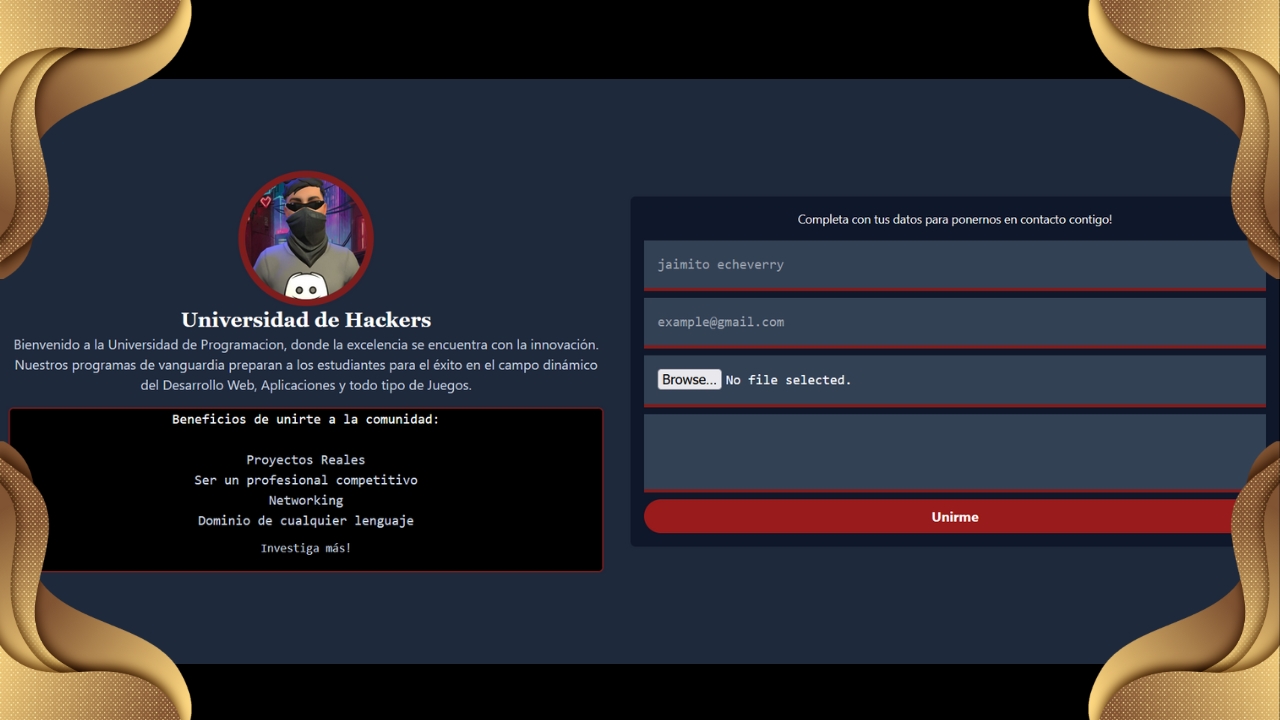 Universidad de Hackers
Bienvenido a la Universidad de Programacion, donde la excelencia se encuentra con la innovación.
Nuestros programas de vanguardia preparan a los estudiantes para el éxito en el campo dinámico
del Desarrollo Web, Aplicaciones y todo tipo de Juegos.
Beneficios de unirte a la comunidad:
Proyectos Reales
Ser un profesional competitivo
Networking
Dominio de cualquier lenguaje
Investiga más!
Completa con tus datos para ponernos en contacto contigo!
jaimito echeverry
example@gmail.com
Browse... No file selected.
Unirme